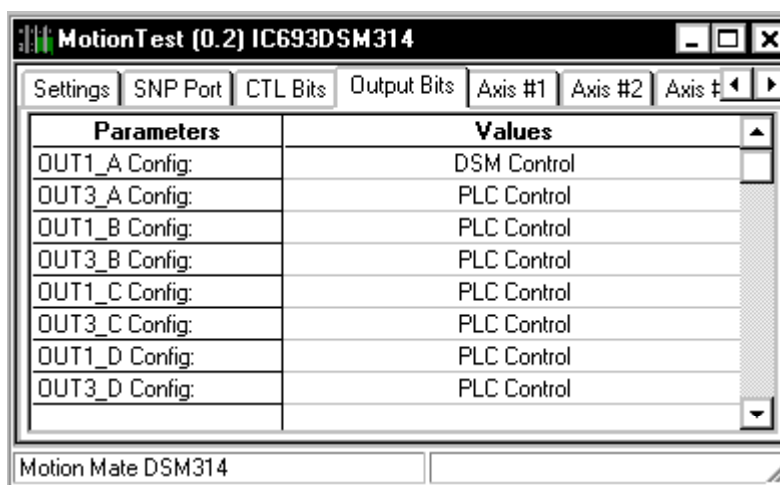 MotionTest (0.2) IC693DSM314
Settings SNP Port CTL Bits Output Bits Axis #1 Axis #2 Axis #
Parameters Values
OUT1_A Config: DSM Control
OUT3_A Config: PLC Control
OUT1_B Config: PLC Control
OUT3_B Config: PLC Control
OUT1_C Config: PLC Control
OUT3_C Config: PLC Control
OUT1_D Config: PLC Control
OUT3_D Config: PLC Control
Motion Mate DSM314